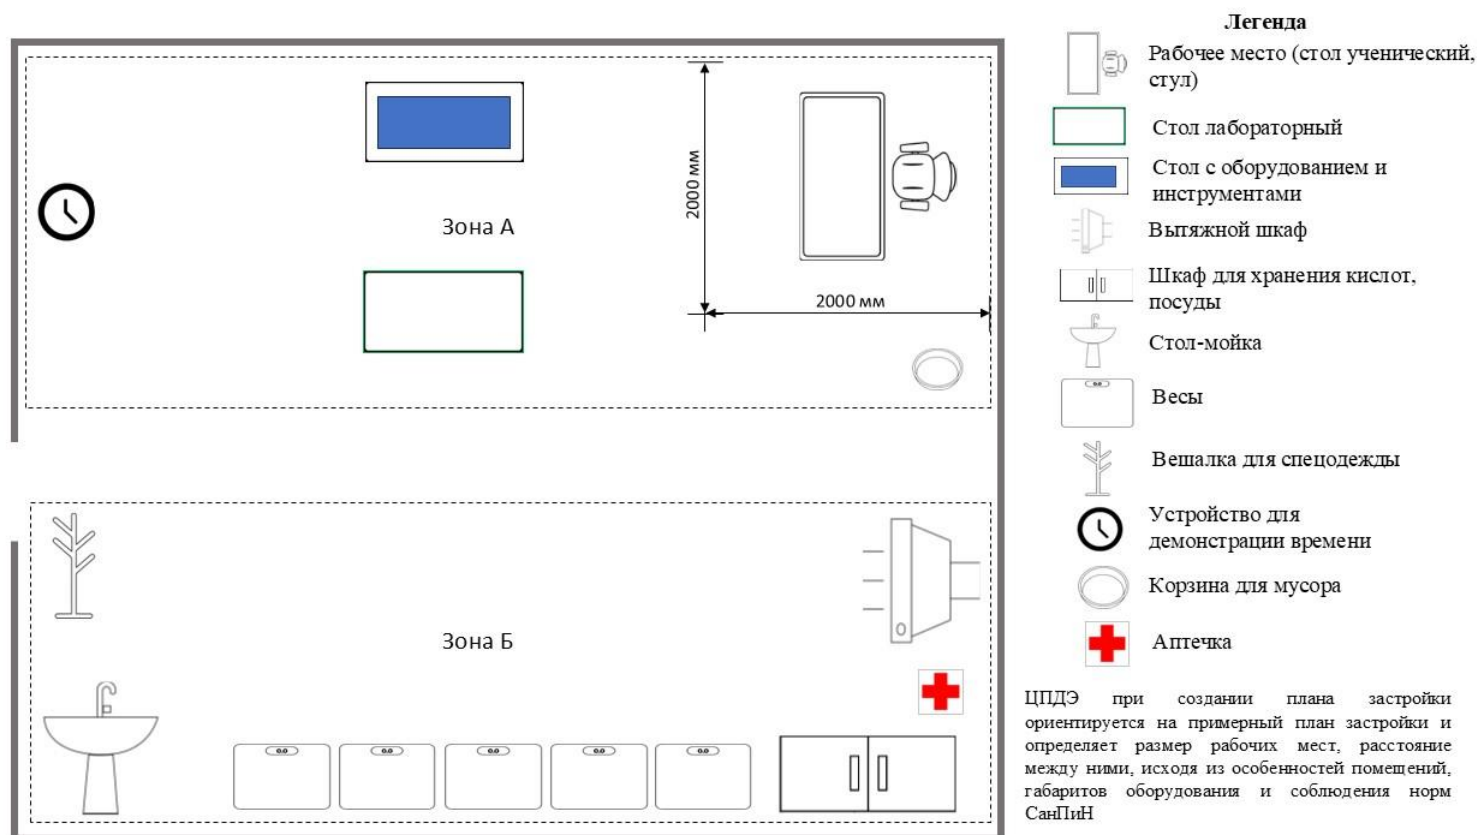 Зона А
2000 мм
2000 мм
Зона Б
Легенда
Рабочее место (стол ученический,
стул)
Стол лабораторный
Стол с оборудованием и
инструментами
Вытяжной шкаф
Шкаф для хранения кислот,
посуды
Стол-мойка
Весы
Вешалка для спецодежды
Устройство для
демонстрации времени
Корзина для мусора
Аптечка
ЦПДЭ при создании плана застройки
ориентируется на примерный план застройки и
определяет размер рабочих мест, расстояние
между ними, исходя из особенностей помещений,
габаритов оборудования и соблюдения норм
СанПиН